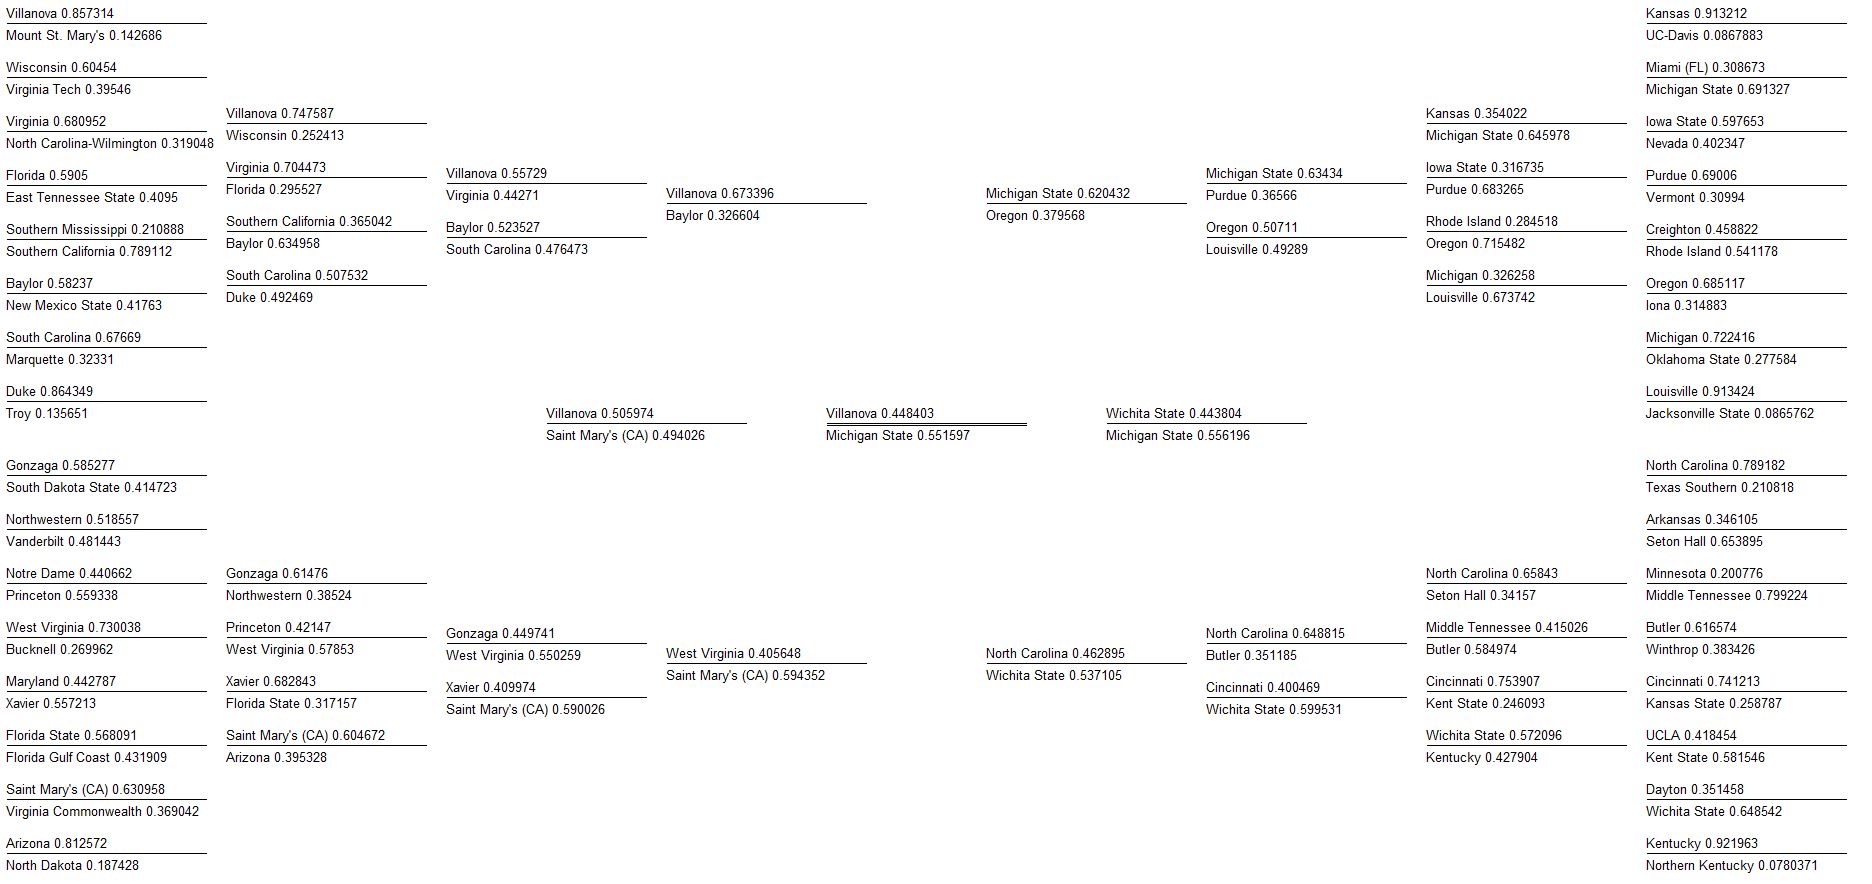 Villanova 0.857314
Mount St. Mary's 0.142686
Wisconsin 0.60454
Virginia Tech 0.39546
Virginia 0.680952
North Carolina-Wilmington 0.319048
Florida 0.5905
East Tennessee State 0.4095
Southern Mississippi 0.210888
Southern California 0.789112
Baylor 0.58237
New Mexico State 0.41763
South Carolina 0.67669
Marquette 0.32331
Duke 0.864349
Troy 0.135651
Gonzaga 0.585277
South Dakota State 0.414723
Northwestern 0.518557
Vanderbilt 0.481443
Notre Dame 0.440662
Princeton 0.559338
West Virginia 0.730038
Bucknell 0.269962
Maryland 0.442787
Xavier 0.557213
Florida State 0.568091
Florida Gulf Coast 0.431909
Saint Mary's (CA) 0.630958
Virginia Commonwealth 0.369042
Arizona 0.812572
North Dakota 0.187428
Villanova 0.747587
Wisconsin 0.252413
Virginia 0.704473
Florida 0.295527
Southern California 0.365042
Baylor 0.634958
South Carolina 0.507532
Duke 0.492469
Gonzaga 0.61476
Northwestern 0.38524
Princeton 0.42147
West Virginia 0.57853
Xavier 0.682843
Florida State 0.317157
Saint Mary's (CA) 0.604672
Arizona 0.395328
Villanova 0.55729
Virginia 0.44271
Baylor 0.523527
South Carolina 0.476473
Gonzaga 0.449741
West Virginia 0.550259
Xavier 0.409974
Saint Mary's (CA) 0.590026
Villanova 0.673396
Baylor 0.326604
West Virginia 0.405648
Saint Mary's (CA) 0.594352
Villanova 0.505974
Saint Mary's (CA) 0.494026
Villanova 0.448403
Michigan State 0.551597
Wichita State 0.443804
Michigan State 0.556196
Michigan State 0.620432
Oregon 0.379568
North Carolina 0.462895
Wichita State 0.537105
Michigan State 0.63434
Purdue 0.36566
Oregon 0.50711
Louisville 0.49289
North Carolina 0.648815
Butler 0.351185
Cincinnati 0.400469
Wichita State 0.599531
Kansas 0.354022
Michigan State 0.645978
Iowa State 0.316735
Purdue 0.683265
Rhode Island 0.284518
Oregon 0.715482
Michigan 0.326258
Louisville 0.673742
North Carolina 0.65843
Seton Hall 0.34157
Middle Tennessee 0.415026
Butler 0.584974
Cincinnati 0.753907
Kent State 0.246093
Wichita State 0.572096
Kentucky 0.427904
Kansas 0.913212
UC-Davis 0.0867883
Miami (FL) 0.308673
Michigan State 0.691327
Iowa State 0.597653
Nevada 0.402347
Purdue 0.69006
Vermont 0.30994
Creighton 0.458822
Rhode Island 0.541178
Oregon 0.685117
Iona 0.314883
Michigan 0.722416
Oklahoma State 0.277584
Louisville 0.913424
Jacksonville State 0.0865762
North Carolina 0.789182
Texas Southern 0.210818
Arkansas 0.346105
Seton Hall 0.653895
Minnesota 0.200776
Middle Tennessee 0.799224
Butler 0.616574
Winthrop 0.383426
Cincinnati 0.741213
Kansas State 0.258787
UCLA 0.418454
Kent State 0.581546
Dayton 0.351458
Wichita State 0.648542
Kentucky 0.921963
Northern Kentucky 0.0780371